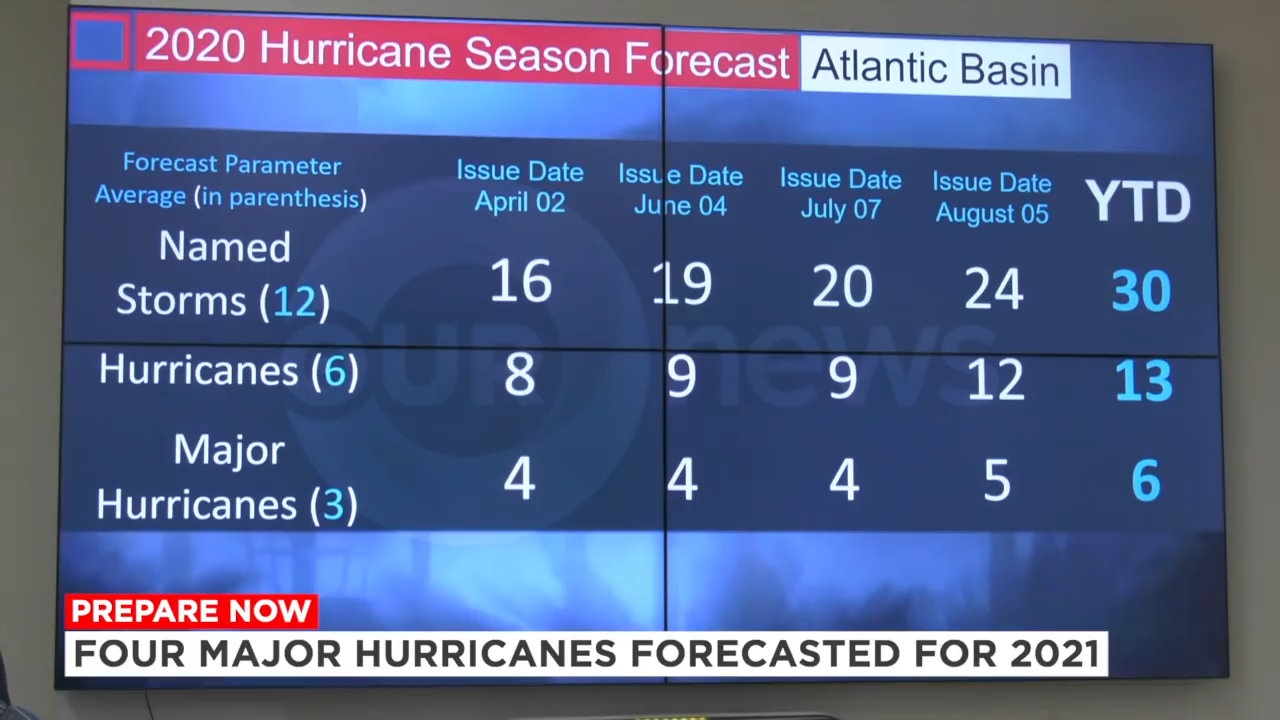 2020 Hurricane Season Forecast Atlantic Basin
Forecast Parameter
Average (in parenthesis)
Issue Date
April 02
Issue Date
June 04
Issue Date
July 07
Issue Date
August 05
YTD
Named
Storms (12) 16 19 20 24 30
Hurricanes (6) 8 9 9 12 13
Major
Hurricanes (3) 4 4 4 5 6
OUR news
PREPARE NOW
FOUR MAJOR HURRICANES FORECASTED FOR 2021